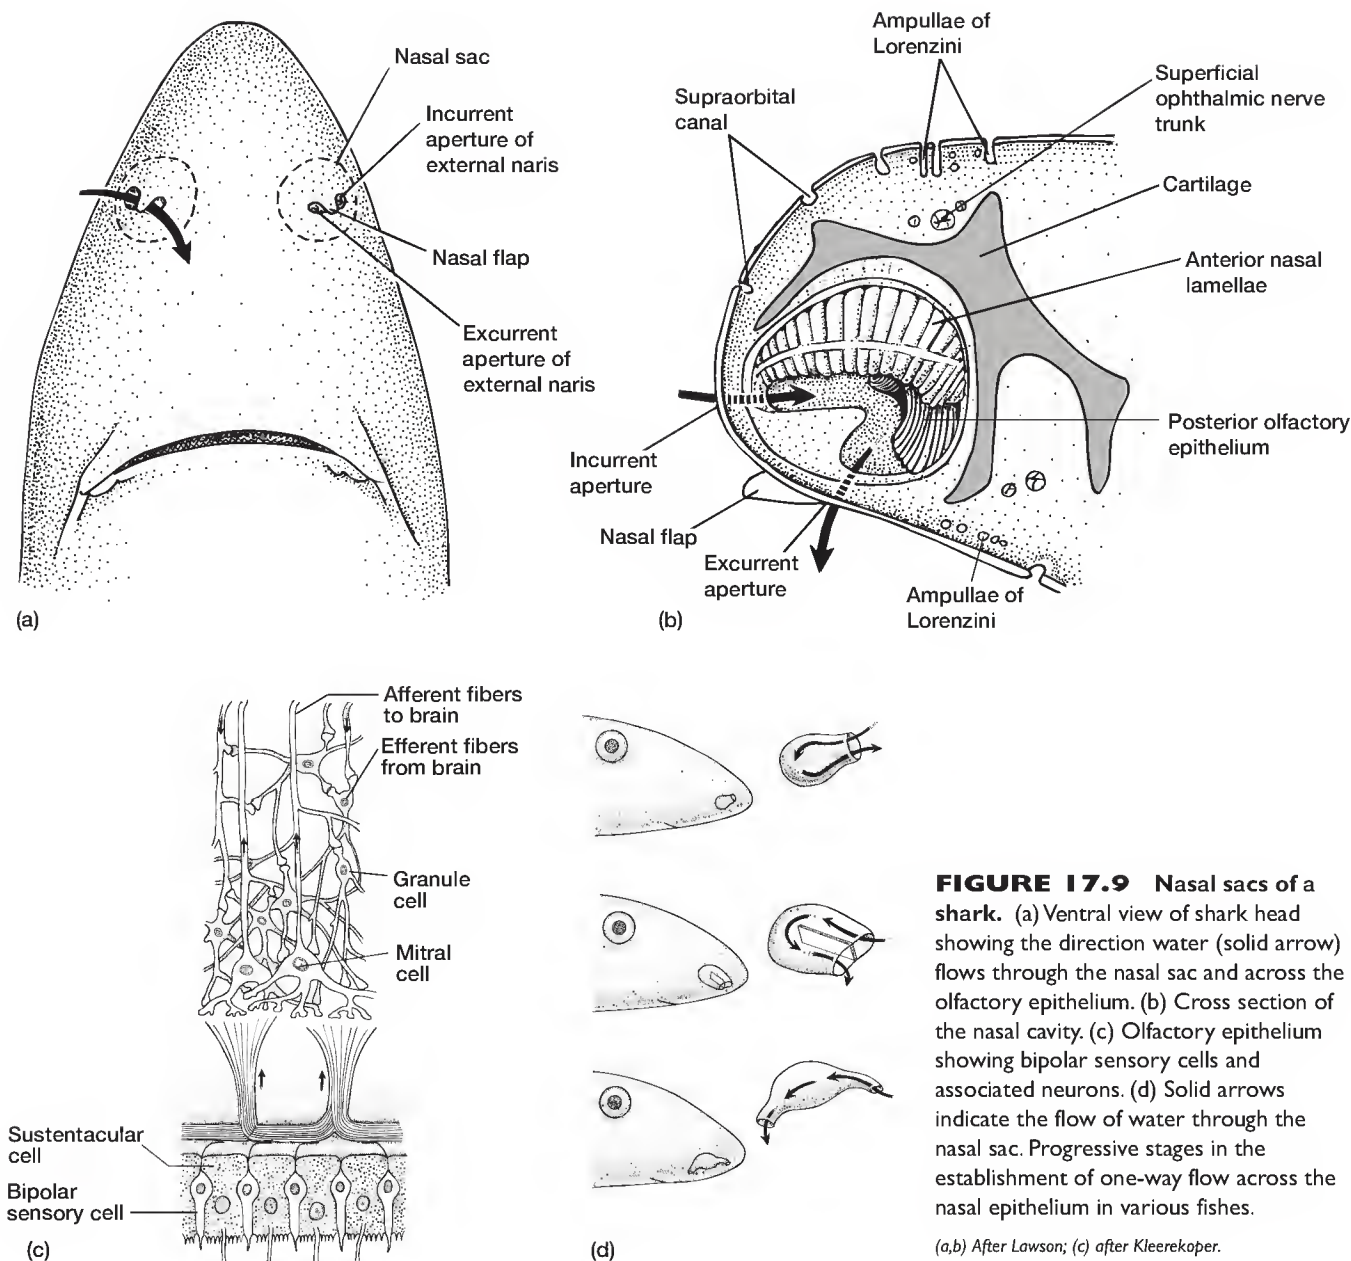 Nasal sac
Incurrent
aperture of
external naris
Nasal flap
Excurrent
aperture of
external naris
(a)
Ampullae of
Lorenzini
Supraorbital
canal
Superficial
ophthalmic nerve
trunk
Cartilage
Anterior nasal
lamellae
Posterior olfactory
epithelium
Incurrent
aperture
Nasal flap
Excurrent
aperture
Ampullae of
Lorenzini
(b)
Afferent fibers
to brain
Efferent fibers
from brain
Granule
cell
Mitral
cell
Sustentacular
cell
Bipolar
sensory cell
(c)
(d)
FIGURE 17.9 Nasal sacs of a
shark. (a) Ventral view of shark head
showing the direction water (solid arrow)
flows through the nasal sac and across the
olfactory epithelium. (b) Cross section of
the nasal cavity. (c) Olfactory epithelium
showing bipolar sensory cells and
associated neurons. (d) Solid arrows
indicate the flow of water through the
nasal sac. Progressive stages in the
establishment of one-way flow across the
nasal epithelium in various fishes.
(a,b) After Lawson; (c) after Kleerekoper.